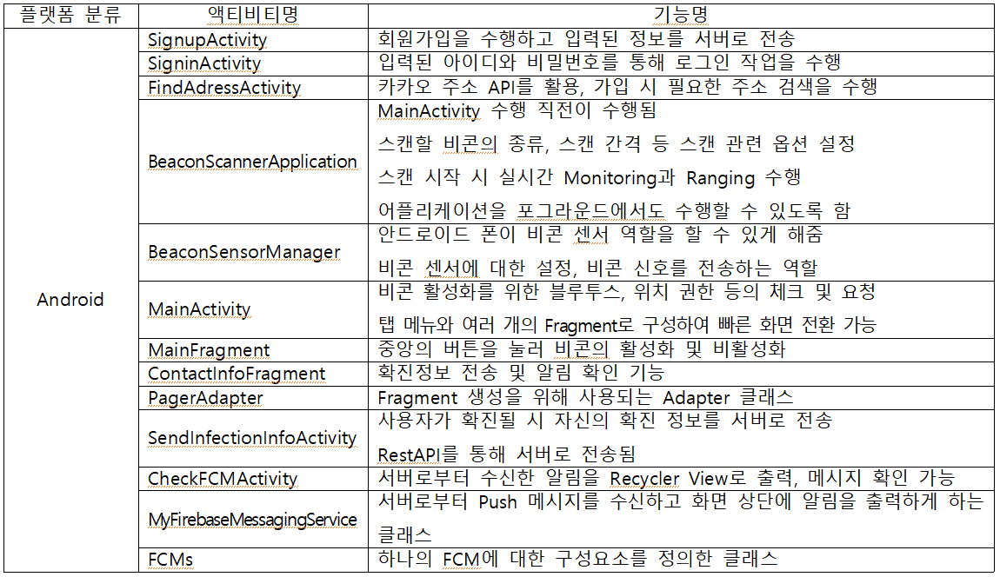 플랫폼 분류 액티비티명 기능명
Android
SignupActivity 회원가입을 수행하고 입력된 정보를 서버로 전송
SigninActivity 입력된 아이디와 비밀번호를 통해 로그인 작업을 수행
FindAdressActivity 카카오 주소 API를 활용, 가입 시 필요한 주소 검색을 수행
BeaconScannerApplication
MainActivity 수행 직전이 수행됨
스캔할 비콘의 종류, 스캔 간격 등 스캔 관련 옵션 설정
스캔 시작 시 실시간 Monitoring과 Ranging 수행
어플리케이션을 포그라운드에서도 수행할 수 있도록 함
BeaconSensorManager
안드로이드 폰이 비콘 센서 역할을 할 수 있게 해줌
비콘 센서에 대한 설정, 비콘 신호를 전송하는 역할
MainActivity
비콘 활성화를 위한 블루투스, 위치 권한 등의 체크 및 요청
탭 메뉴와 여러 개의 Fragment로 구성하여 빠른 화면 전환 가능
MainFragment 중앙의 버튼을 눌러 비콘의 활성화 및 비활성화
ContactInfoFragment 확진정보 전송 및 알림 확인 기능
PagerAdapter Fragment 생성을 위해 사용되는 Adapter 클래스
SendInfectionInfoActivity
사용자가 확진될 시 자신의 확진 정보를 서버로 전송
RestAPI를 통해 서버로 전송됨
CheckFCMActivity 서버로부터 수신한 알림을 Recycler View로 출력, 메시지 확인 가능
MyFirebaseMessagingService
서버로부터 Push 메시지를 수신하고 화면 상단에 알림을 출력하게 하는
클래스
FCMs 하나의 FCM에 대한 구성요소를 정의한 클래스